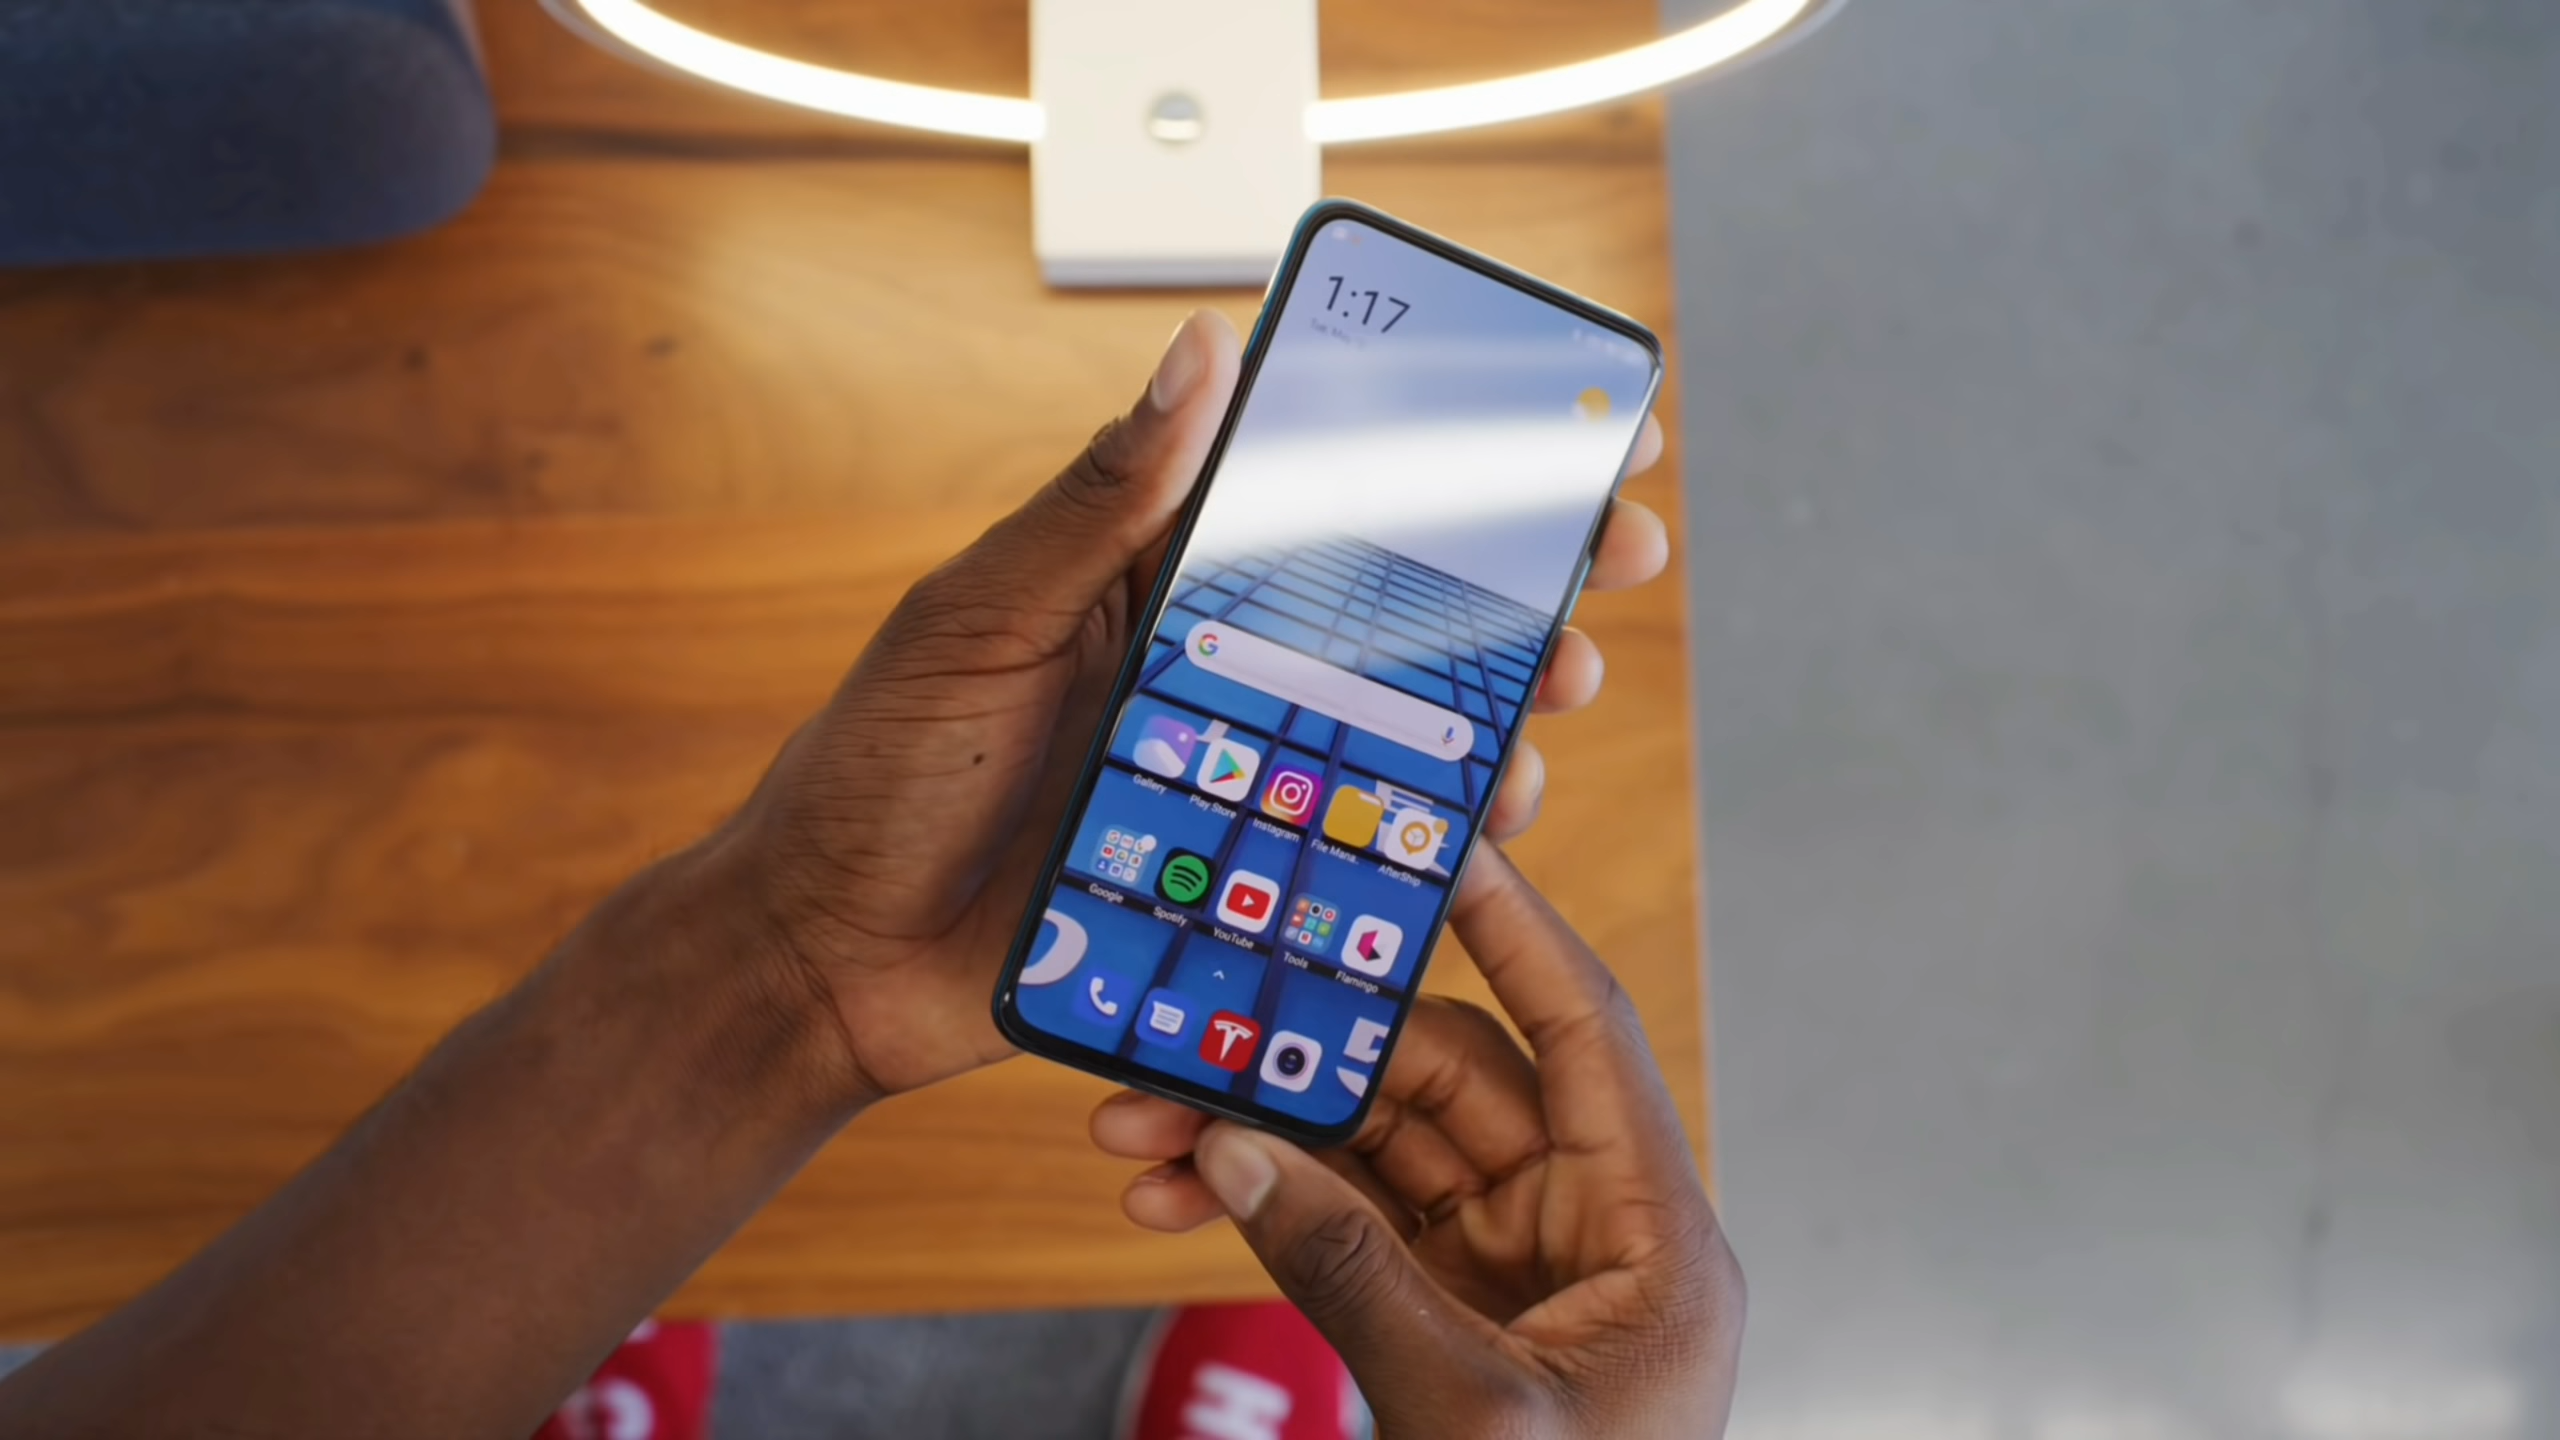 1:17
Gallery
Play Store
Instagram
File Mana..
AfterShip
Google
Spotify
YouTube
Tools
Flamingo